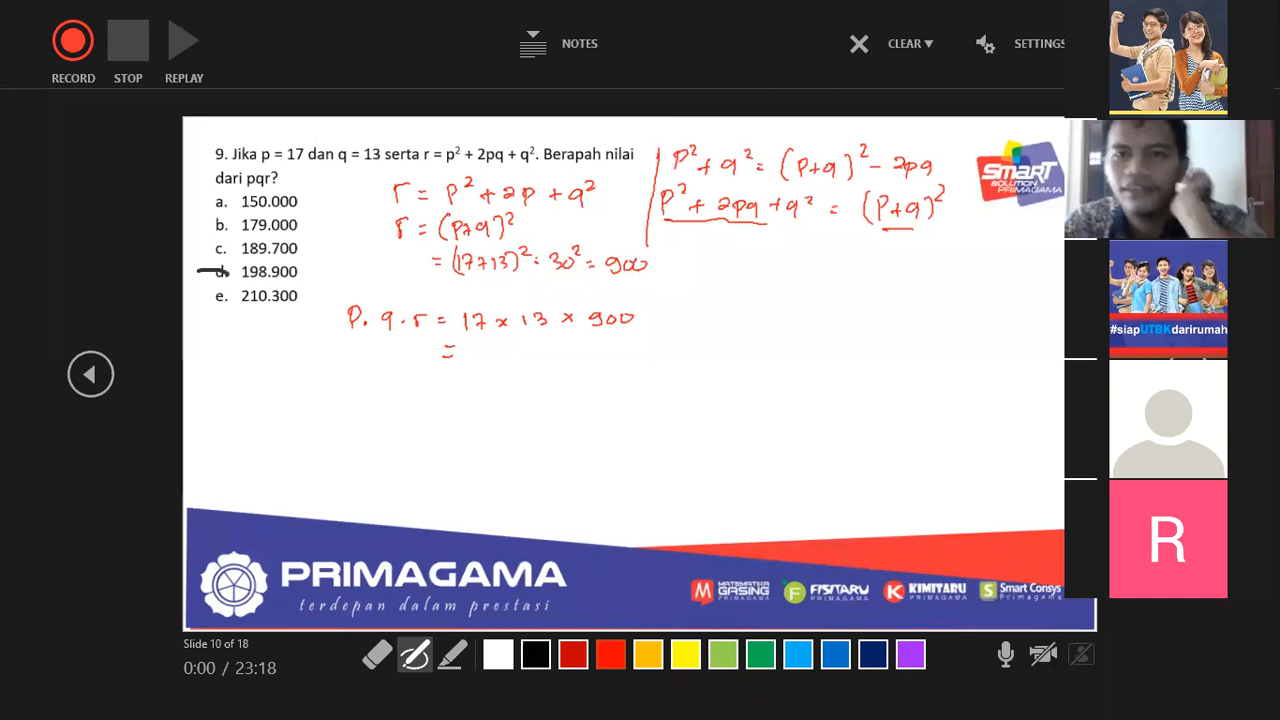 RECORD
STOP
REPLAY
NOTES
CLEAR
SETTINGS
9. Jika p = 17 dan q = 13 serta r = p² + 2pq + q². Berapah nilai
dari pqr?
a. 150.000
b. 179.000
c. 189.700
d. 198.900
e. 210.300
r = p² + 2p + q²
r = (p+q)²
= (17+13)² = 30² = 900
p. q. r = 17 x 13 x 900
=
p² + q² = (p+q)² - 2pq
p² + 2pq + q² = (p+q)²
SMART
SOLUTION
PRIMAGAMA
#siapUTBKdarirumah
R
PRIMAGAMA
terdepan dalam prestasi
M MATEMATIKA
GASING
PRIMAGAMA
F FISITARU
PRIMAGAMA
K KIMITARU
PRIMAGAMA
S Smart Consys
Primagama
Slide 10 of 18
0:00 / 23:18